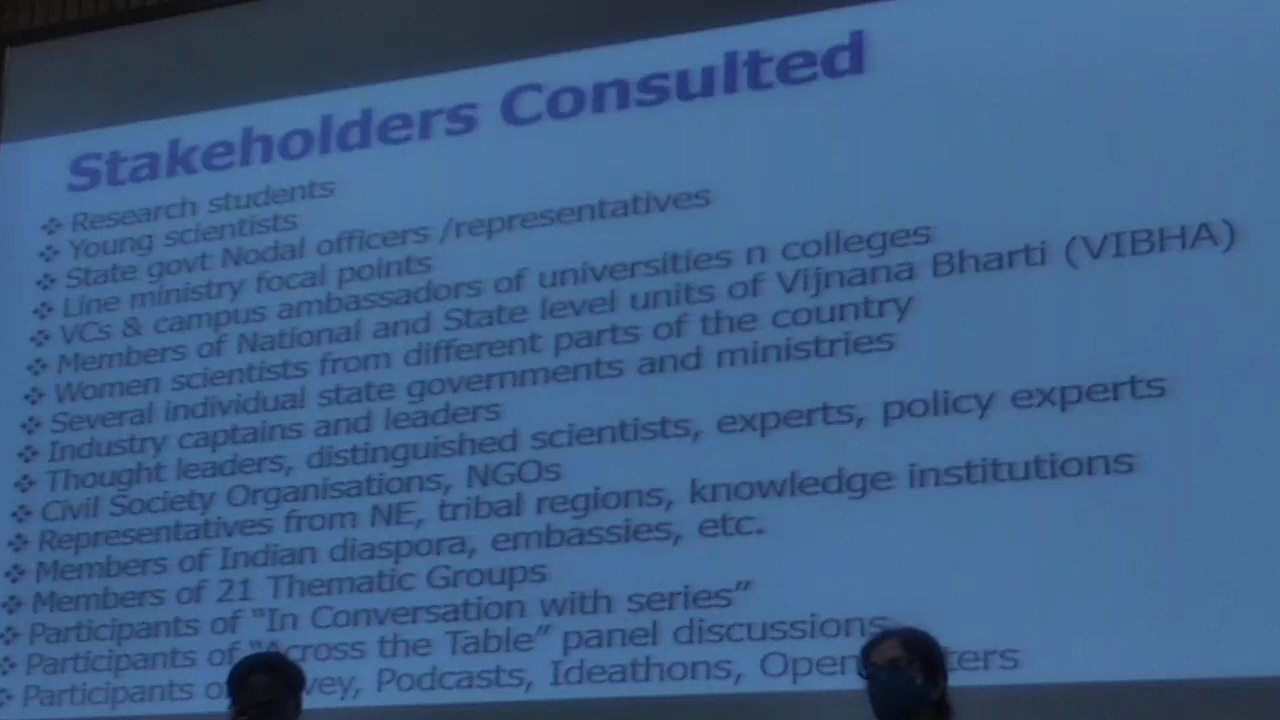 Stakeholders Consulted
❖ Research students
❖ Young scientists
❖ State govt Nodal officers /representatives
❖ Line ministry focal points
❖ VCs & campus ambassadors of universities n colleges
❖ Members of National and State level units of Vijnana Bharti (VIBHA)
❖ Women scientists from different parts of the country
❖ Several individual state governments and ministries
❖ Industry captains and leaders
❖ Thought leaders, distinguished scientists, experts, policy experts
❖ Civil Society Organisations, NGOs
❖ Representatives from NE, tribal regions, knowledge institutions
❖ Members of Indian diaspora, embassies, etc.
❖ Members of 21 Thematic Groups
❖ Participants of "In Conversation with series"
❖ Participants of "Across the Table" panel discussions
❖ Participants Podcasts, Ideathons, Open